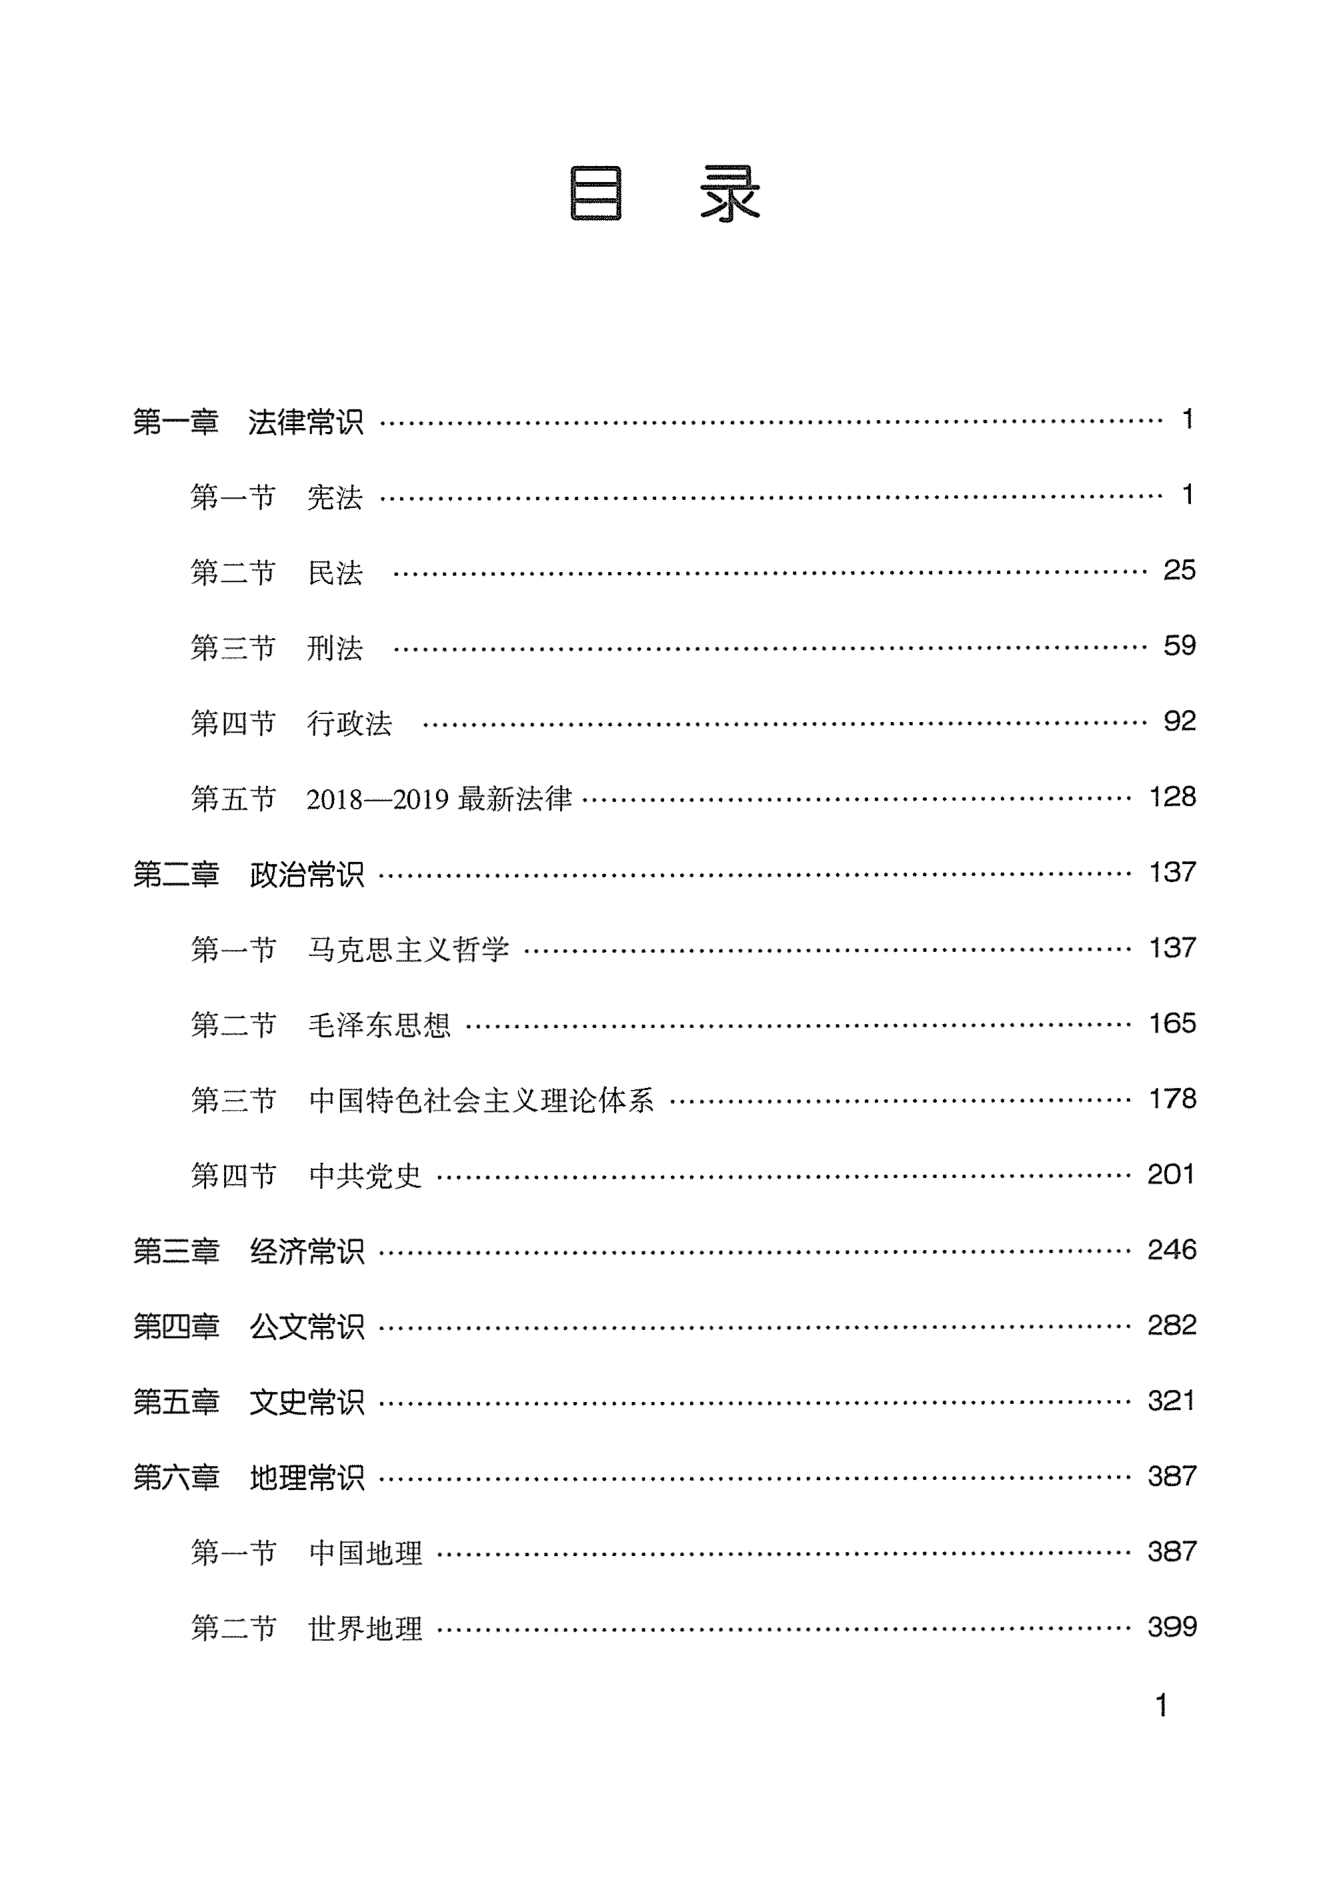 目 录
第一章 法律常识 …… 1
第一节 宪法 …… 1
第二节 民法 …… 25
第三节 刑法 …… 59
第四节 行政法 …… 92
第五节 2018—2019 最新法律 …… 128
第二章 政治常识 …… 137
第一节 马克思主义哲学 …… 137
第二节 毛泽东思想 …… 165
第三节 中国特色社会主义理论体系 …… 178
第四节 中共党史 …… 201
第三章 经济常识 …… 246
第四章 公文常识 …… 282
第五章 文史常识 …… 321
第六章 地理常识 …… 387
第一节 中国地理 …… 387
第二节 世界地理 …… 399
1